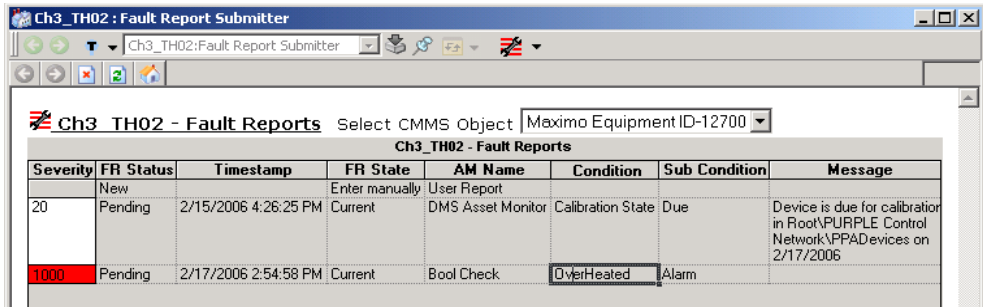 Ch3_TH02 : Fault Report Submitter
Ch3_TH02:Fault Report Submitter
Ch3_TH02 - Fault Reports Select CMMS Object Maximo Equipment ID-12700
Ch3_TH02 - Fault Reports
Severity FR Status Timestamp FR State AM Name Condition Sub Condition Message
New Enter manually User Report
20 Pending 2/15/2006 4:26:25 PM Current DMS Asset Monitor Calibration State Due Device is due for calibration
in Root\PURPLE Control
Network\PPADevices on
2/17/2006
1000 Pending 2/17/2006 2:54:58 PM Current Bool Check OverHeated Alarm